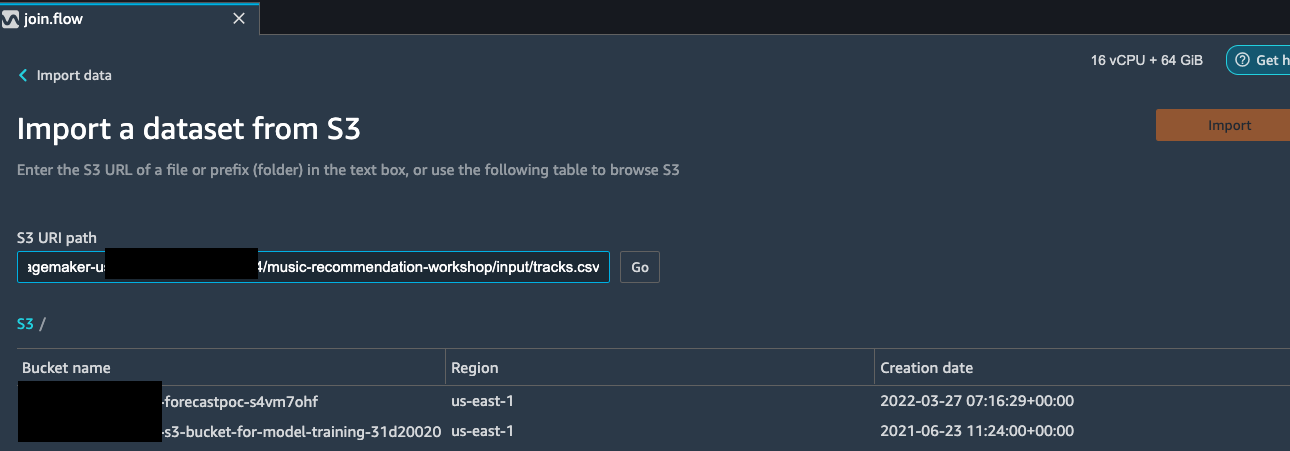 join.flow
16 vCPU + 64 GiB
Get h
Import data
Import a dataset from S3
Import
Enter the S3 URL of a file or prefix (folder) in the text box, or use the following table to browse S3
S3 URI path
agemaker-us 4/music-recommendation-workshop/input/tracks.csv Go
S3 /
Bucket name Region Creation date
-forecastpoc-s4vm7ohf us-east-1 2022-03-27 07:16:29+00:00
-s3-bucket-for-model-training-31d20020 us-east-1 2021-06-23 11:24:00+00:00